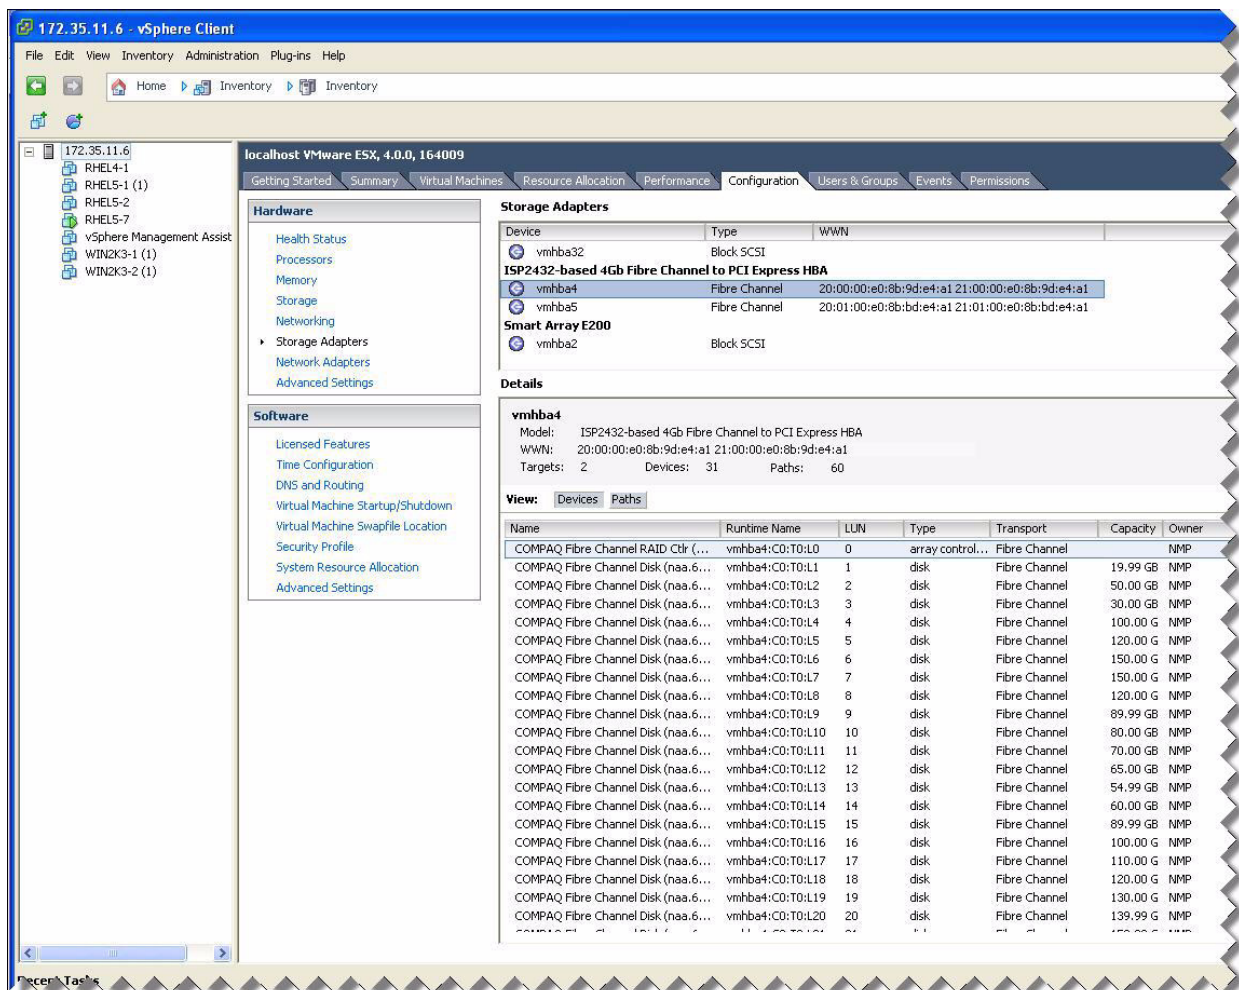 172.35.11.6 - vSphere Client
File Edit View Inventory Administration Plug-ins Help
Home Inventory Inventory
172.35.11.6
RHEL4-1
RHEL5-1 (1)
RHEL5-2
RHEL5-7
vSphere Management Assist
WIN2K3-1 (1)
WIN2K3-2 (1)
localhost VMware ESX, 4.0.0, 164009
Getting Started Summary Virtual Machines Resource Allocation Performance Configuration Users & Groups Events Permissions
Hardware
Health Status
Processors
Memory
Storage
Networking
Storage Adapters
Network Adapters
Advanced Settings
Software
Licensed Features
Time Configuration
DNS and Routing
Virtual Machine Startup/Shutdown
Virtual Machine Swapfile Location
Security Profile
System Resource Allocation
Advanced Settings
Storage Adapters
Device Type WWN
vmhba32 Block SCSI
ISP2432-based 4Gb Fibre Channel to PCI Express HBA
vmhba4 Fibre Channel 20:00:00:e0:8b:9d:e4:a1 21:00:00:e0:8b:9d:e4:a1
vmhba5 Fibre Channel 20:01:00:e0:8b:bd:e4:a1 21:01:00:e0:8b:bd:e4:a1
Smart Array E200
vmhba2 Block SCSI
Details
vmhba4
Model: ISP2432-based 4Gb Fibre Channel to PCI Express HBA
WWN: 20:00:00:e0:8b:9d:e4:a1 21:00:00:e0:8b:9d:e4:a1
Targets: 2 Devices: 31 Paths: 60
View: Devices Paths
Name Runtime Name LUN Type Transport Capacity Owner
COMPAQ Fibre Channel RAID Ctlr (... vmhba4:C0:T0:L0 0 array control... Fibre Channel NMP
COMPAQ Fibre Channel Disk (naa.6... vmhba4:C0:T0:L1 1 disk Fibre Channel 19.99 GB NMP
COMPAQ Fibre Channel Disk (naa.6... vmhba4:C0:T0:L2 2 disk Fibre Channel 50.00 GB NMP
COMPAQ Fibre Channel Disk (naa.6... vmhba4:C0:T0:L3 3 disk Fibre Channel 30.00 GB NMP
COMPAQ Fibre Channel Disk (naa.6... vmhba4:C0:T0:L4 4 disk Fibre Channel 100.00 G NMP
COMPAQ Fibre Channel Disk (naa.6... vmhba4:C0:T0:L5 5 disk Fibre Channel 120.00 G NMP
COMPAQ Fibre Channel Disk (naa.6... vmhba4:C0:T0:L6 6 disk Fibre Channel 150.00 G NMP
COMPAQ Fibre Channel Disk (naa.6... vmhba4:C0:T0:L7 7 disk Fibre Channel 150.00 G NMP
COMPAQ Fibre Channel Disk (naa.6... vmhba4:C0:T0:L8 8 disk Fibre Channel 120.00 G NMP
COMPAQ Fibre Channel Disk (naa.6... vmhba4:C0:T0:L9 9 disk Fibre Channel 89.99 GB NMP
COMPAQ Fibre Channel Disk (naa.6... vmhba4:C0:T0:L10 10 disk Fibre Channel 80.00 GB NMP
COMPAQ Fibre Channel Disk (naa.6... vmhba4:C0:T0:L11 11 disk Fibre Channel 70.00 GB NMP
COMPAQ Fibre Channel Disk (naa.6... vmhba4:C0:T0:L12 12 disk Fibre Channel 65.00 GB NMP
COMPAQ Fibre Channel Disk (naa.6... vmhba4:C0:T0:L13 13 disk Fibre Channel 54.99 GB NMP
COMPAQ Fibre Channel Disk (naa.6... vmhba4:C0:T0:L14 14 disk Fibre Channel 60.00 GB NMP
COMPAQ Fibre Channel Disk (naa.6... vmhba4:C0:T0:L15 15 disk Fibre Channel 89.99 GB NMP
COMPAQ Fibre Channel Disk (naa.6... vmhba4:C0:T0:L16 16 disk Fibre Channel 100.00 G NMP
COMPAQ Fibre Channel Disk (naa.6... vmhba4:C0:T0:L17 17 disk Fibre Channel 110.00 G NMP
COMPAQ Fibre Channel Disk (naa.6... vmhba4:C0:T0:L18 18 disk Fibre Channel 120.00 G NMP
COMPAQ Fibre Channel Disk (naa.6... vmhba4:C0:T0:L19 19 disk Fibre Channel 130.00 G NMP
COMPAQ Fibre Channel Disk (naa.6... vmhba4:C0:T0:L20 20 disk Fibre Channel 139.99 G NMP
Recent Tasks